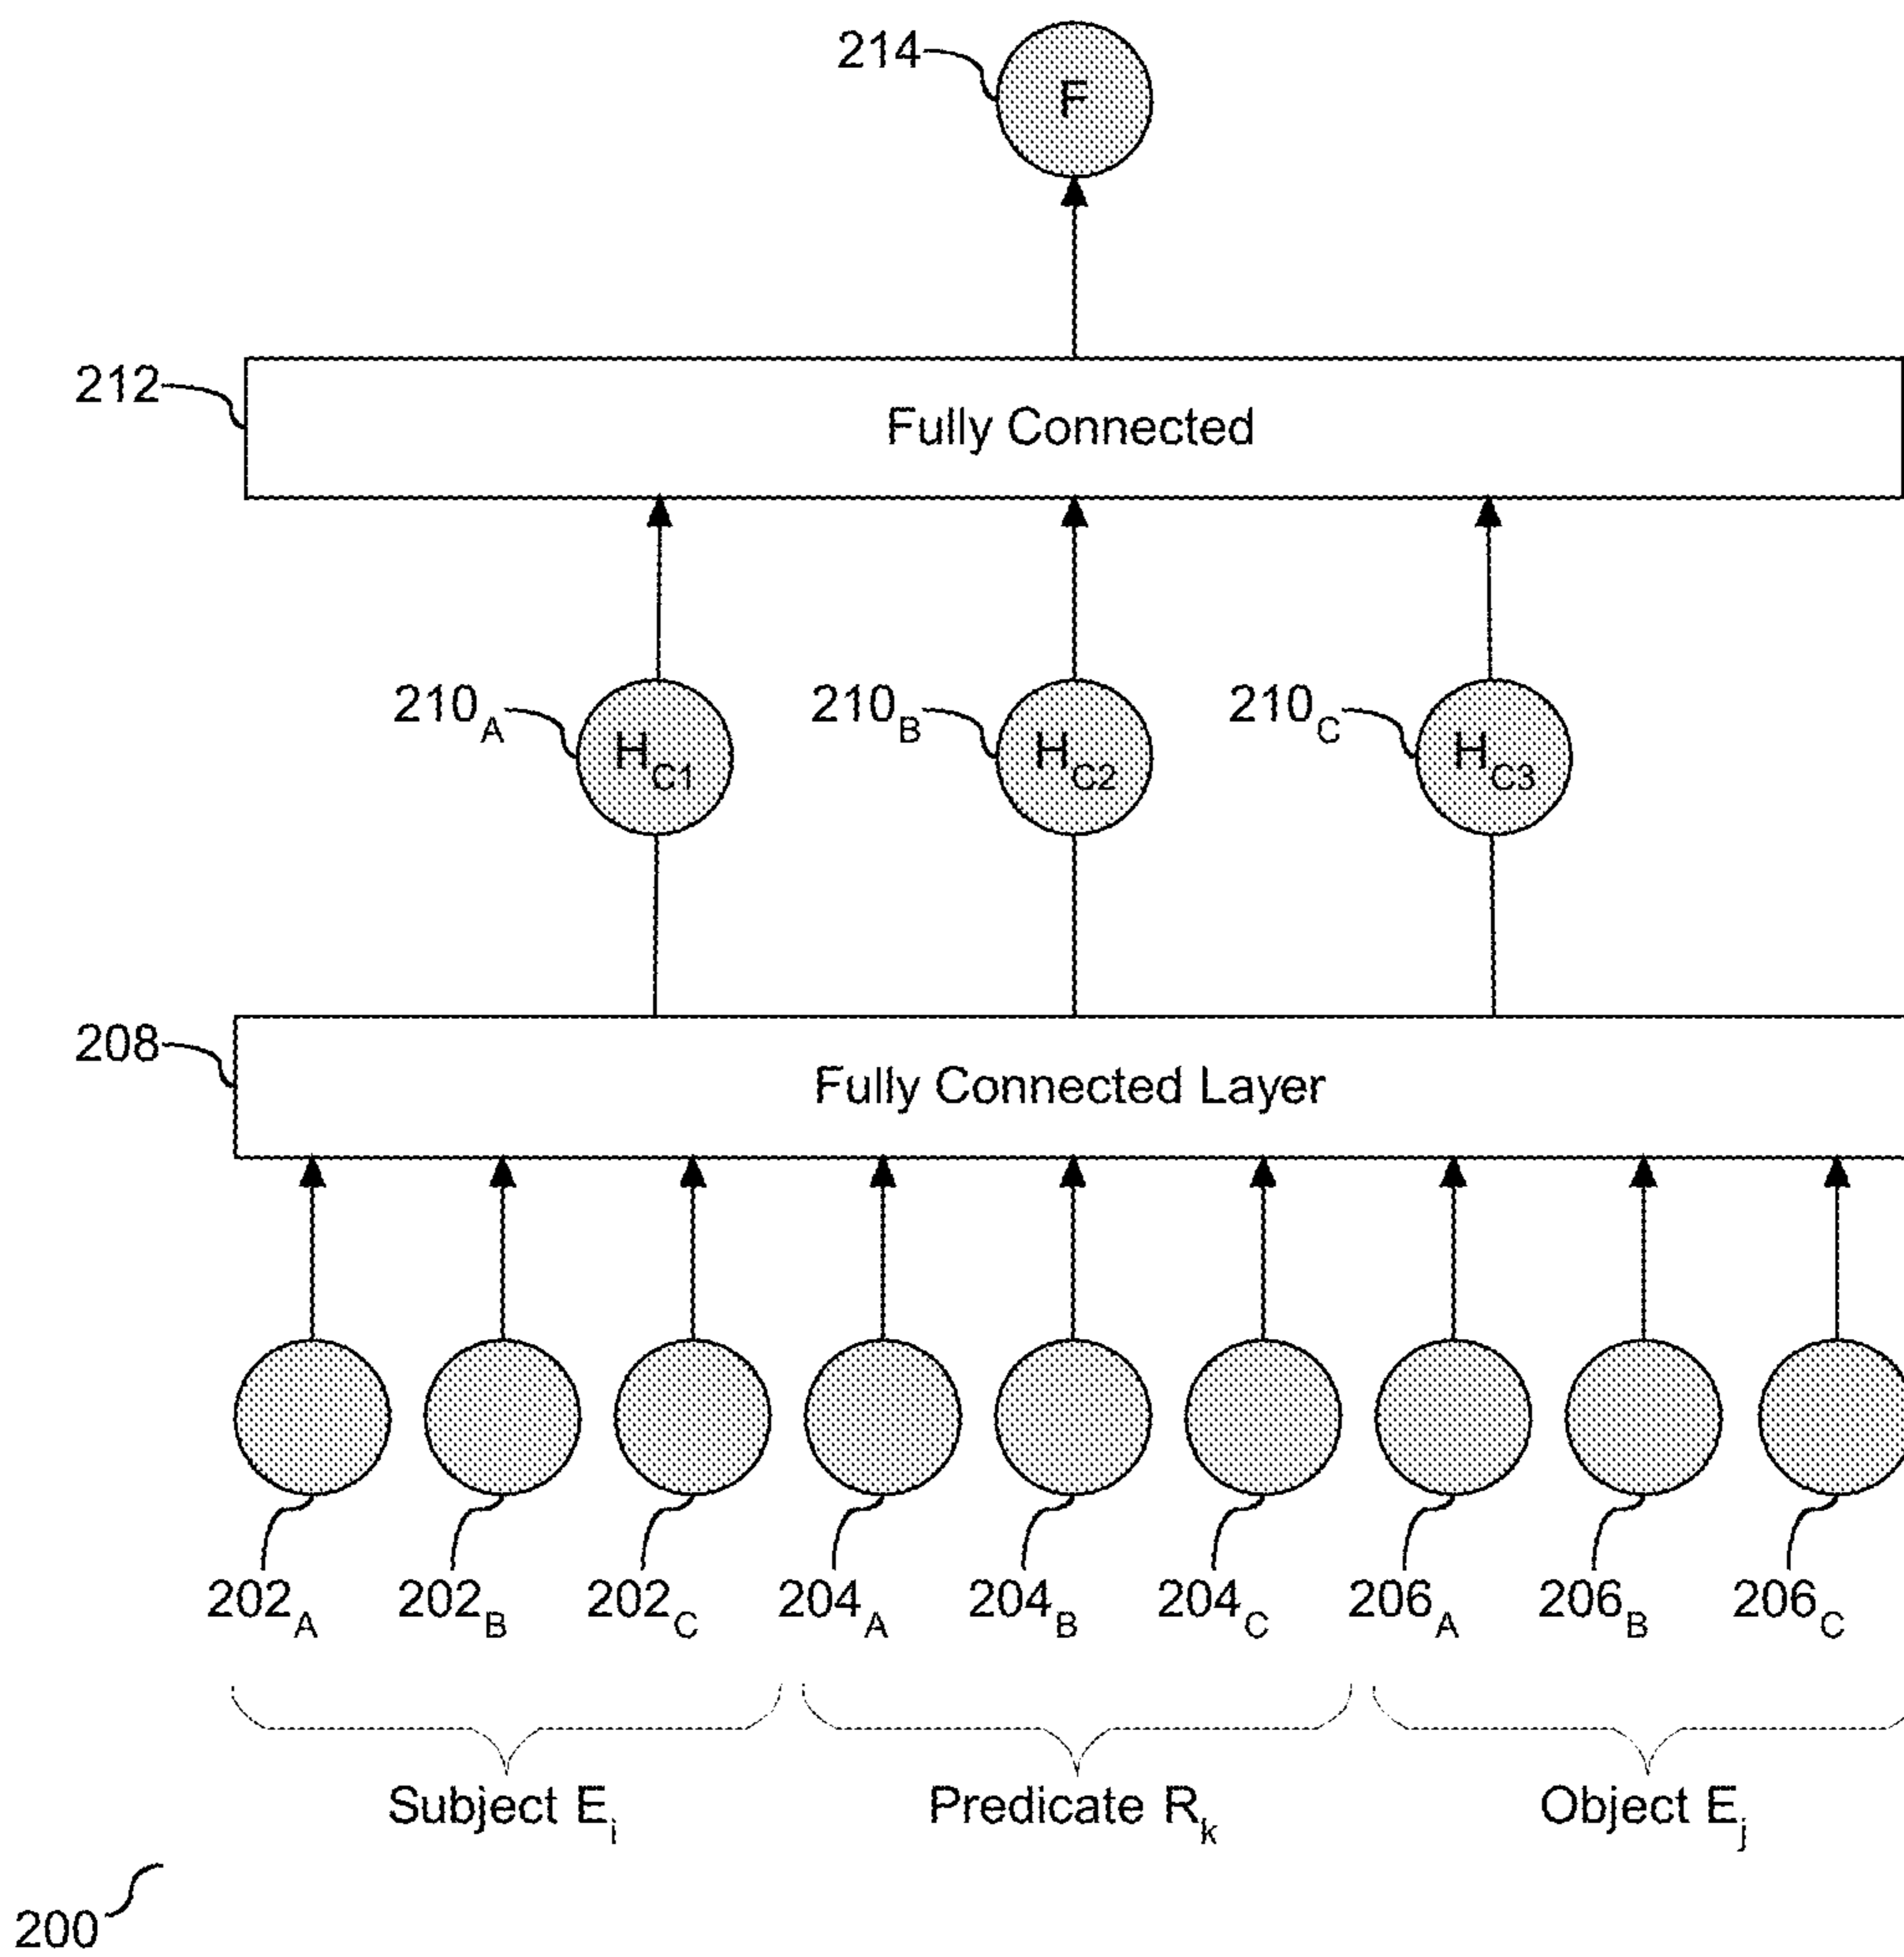 214
F
212
Fully Connected
210A 210B 210C
HC1 HC2 HC3
208
Fully Connected Layer
202A 202B 202C 204A 204B 204C 206A 206B 206C
Subject Ei Predicate Rk Object Ej
200